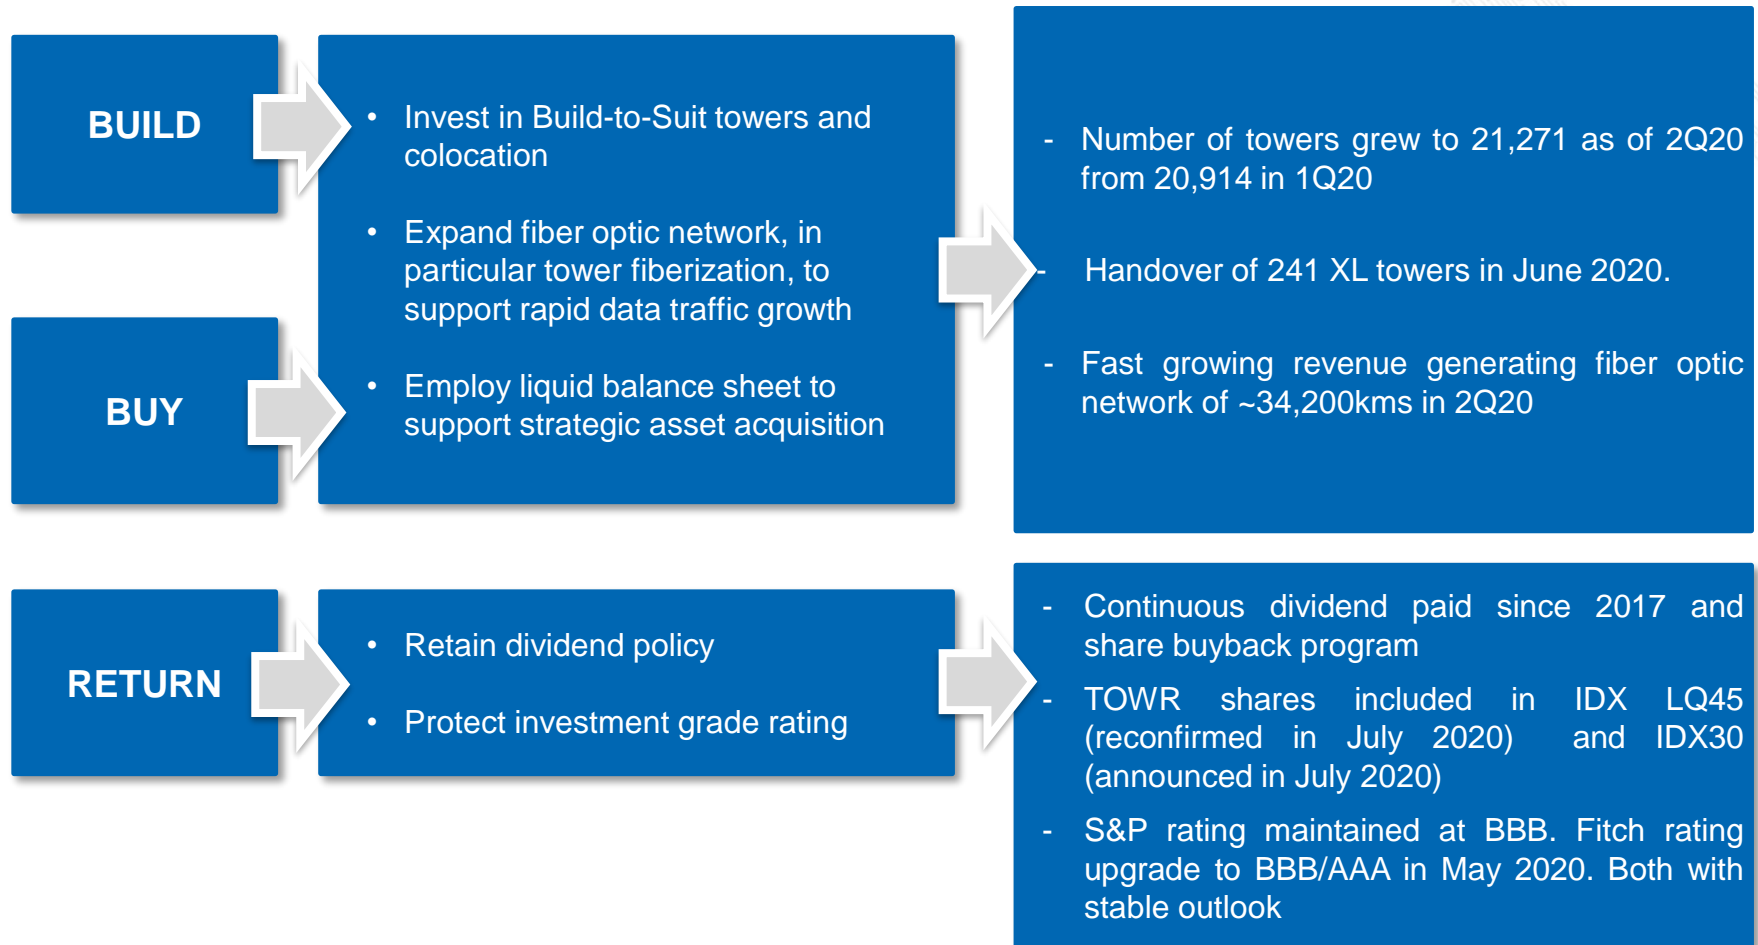 BUILD
• Invest in Build-to-Suit towers and
colocation
• Expand fiber optic network, in
particular tower fiberization, to
support rapid data traffic growth
BUY
• Employ liquid balance sheet to
support strategic asset acquisition
- Number of towers grew to 21,271 as of 2Q20
from 20,914 in 1Q20
- Handover of 241 XL towers in June 2020.
- Fast growing revenue generating fiber optic
network of ~34,200kms in 2Q20
RETURN
• Retain dividend policy
• Protect investment grade rating
- Continuous dividend paid since 2017 and
share buyback program
- TOWR shares included in IDX LQ45
(reconfirmed in July 2020) and IDX30
(announced in July 2020)
- S&P rating maintained at BBB. Fitch rating
upgrade to BBB/AAA in May 2020. Both with
stable outlook